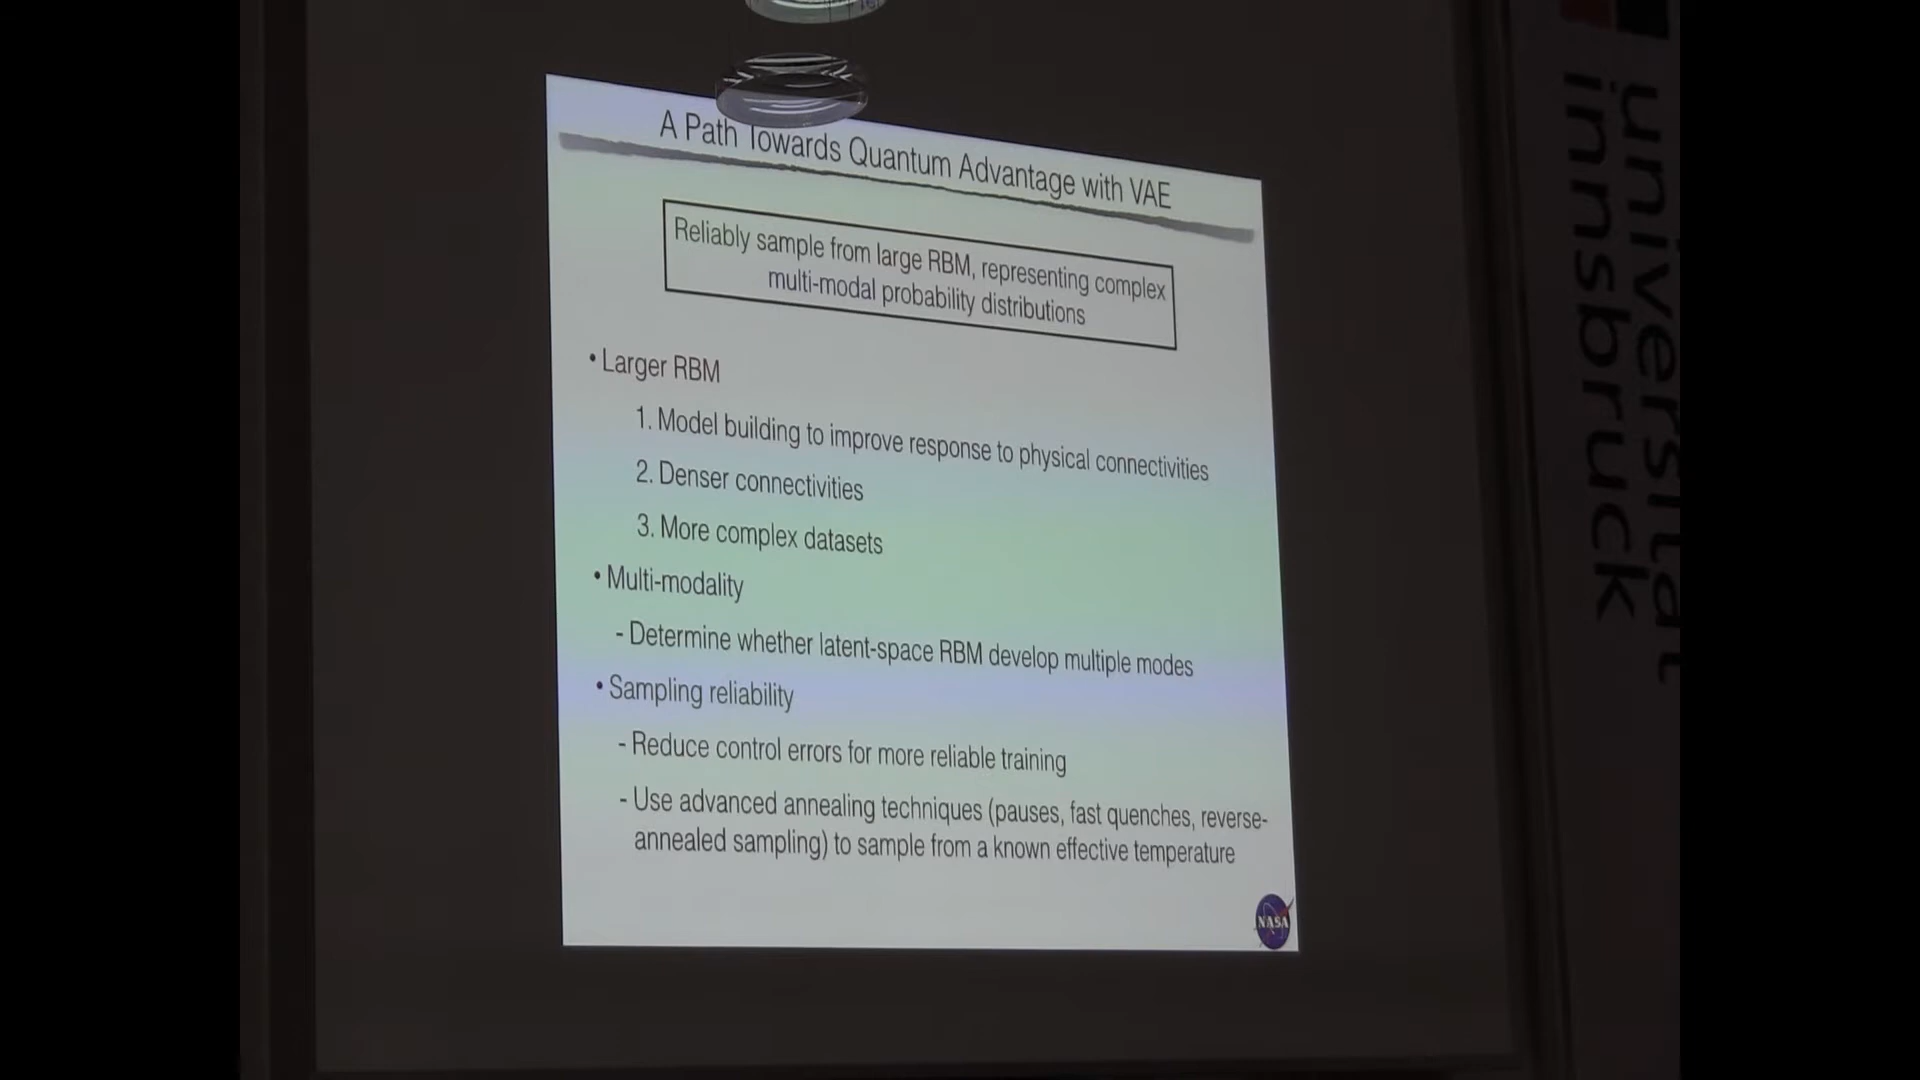 A Path Towards Quantum Advantage with VAE
Reliably sample from large RBM, representing complex
multi-modal probability distributions
• Larger RBM
1. Model building to improve response to physical connectivities
2. Denser connectivities
3. More complex datasets
• Multi-modality
- Determine whether latent-space RBM develop multiple modes
• Sampling reliability
- Reduce control errors for more reliable training
- Use advanced annealing techniques (pauses, fast quenches, reverse-
annealed sampling) to sample from a known effective temperature
NASA
universität
innsbruck